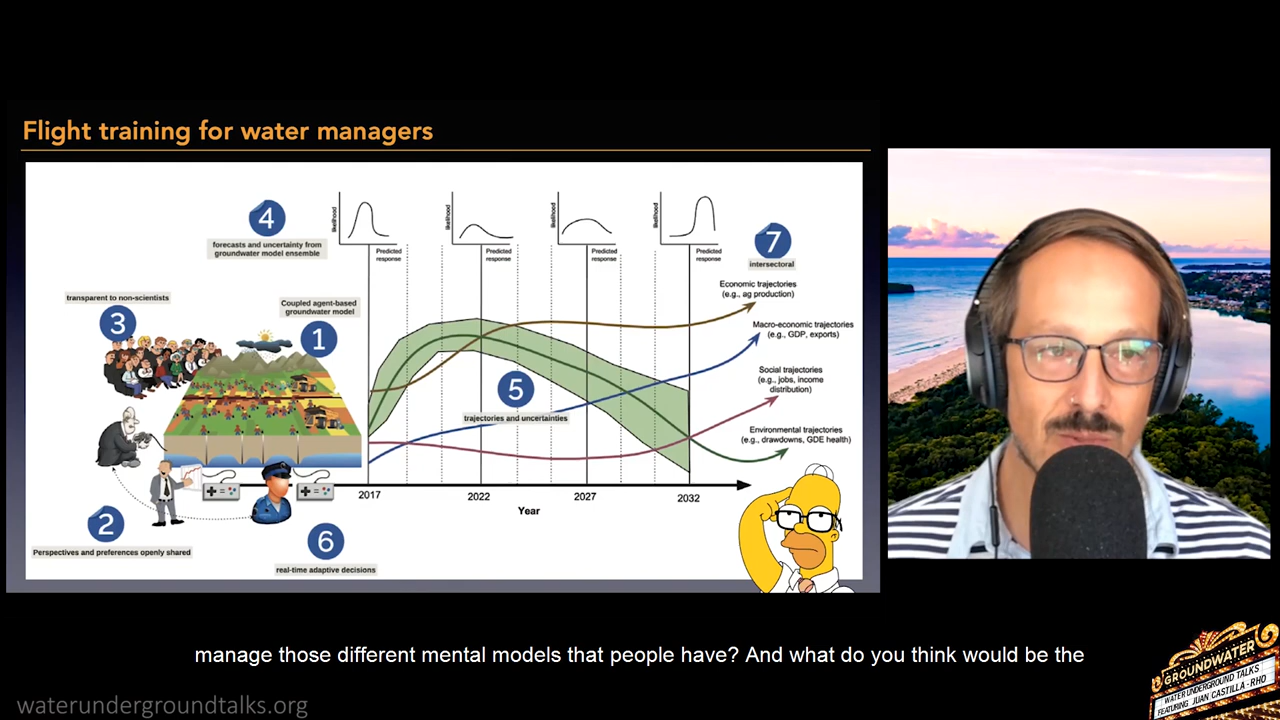 Flight training for water managers
4
forecasts and uncertainty from
groundwater model ensemble
likelihood
Predicted
response
likelihood
Predicted
response
likelihood
Predicted
response
likelihood
Predicted
response
7
intersectoral
Economic trajectories
(e.g., ag production)
Macro-economic trajectories
(e.g., GDP, exports)
Social trajectories
(e.g., jobs, income
distribution)
Environmental trajectories
(e.g., drawdowns, GDE health)
transparent to non-scientists
3
Coupled agent-based
groundwater model
1
5
trajectories and uncertainties
2017
2022
2027
2032
Year
2
Perspectives and preferences openly shared
6
real-time adaptive decisions
manage those different mental models that people have? And what do you think would be the
waterundergroundtalks.org
GROUNDWATER
WATER UNDERGROUND TALKS
FEATURING JUAN CASTILLA-RHO